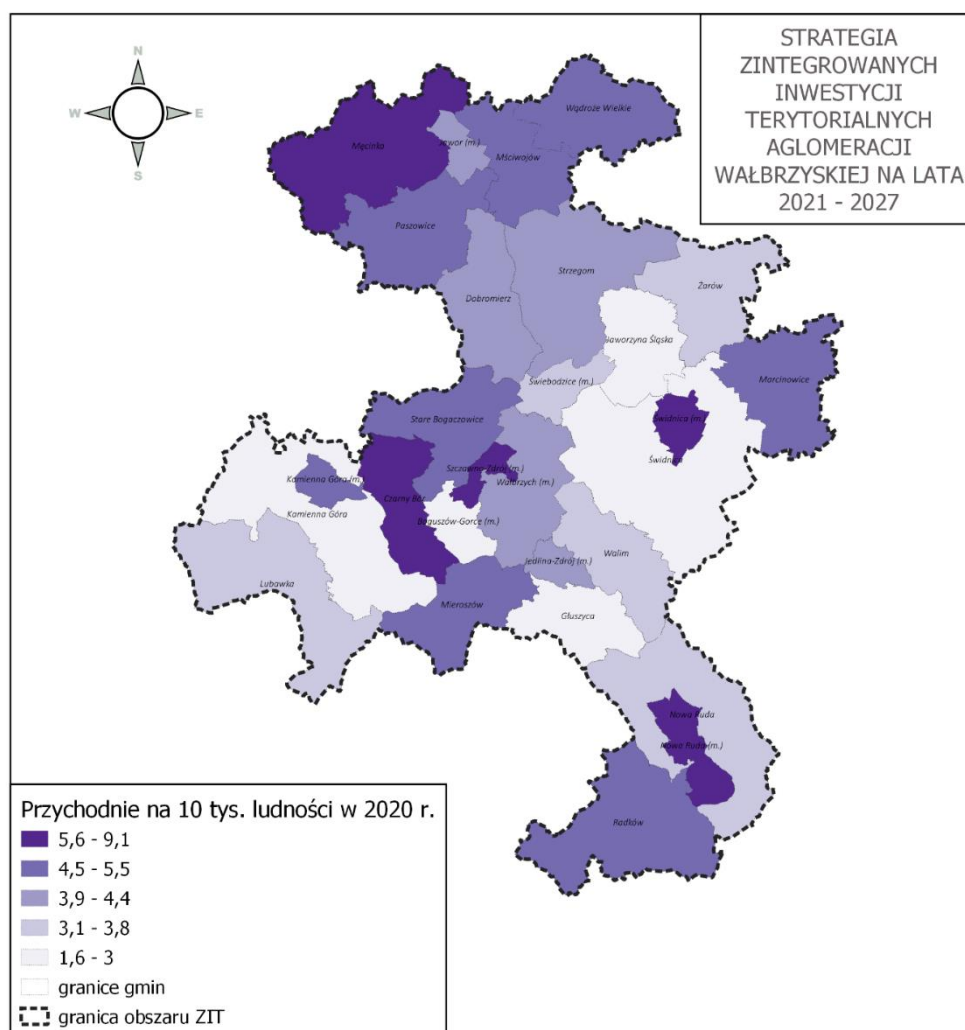 STRATEGIA
ZINTEGROWANYCH
INWESTYCJI
TERYTORIALNYCH
AGLOMERACJI
WAŁBRZYSKIEJ NA LATA
2021 - 2027
N
W
E
S
Wądroże Wielkie
Męcinka
Jawor (m.)
Mściwojów
Paszowice
Strzegom
Dobromierz
Żarów
Jaworzyna Śląska
Świebodzice (m.)
Marcinowice
Stare Bogaczowice
Świdnica (m.)
Świdnica
Szczawno-Zdrój (m.)
Kamienna Góra (m.)
Wałbrzych (m.)
Czarny Bór
Kamienna Góra
Boguszów-Gorce (m.)
Walim
Jedlina-Zdrój (m.)
Lubawka
Mieroszów
Głuszyca
Nowa Ruda
Nowa Ruda (m.)
Radków
Przychodnie na 10 tys. ludności w 2020 r.
5,6 - 9,1
4,5 - 5,5
3,9 - 4,4
3,1 - 3,8
1,6 - 3
granice gmin
granica obszaru ZIT